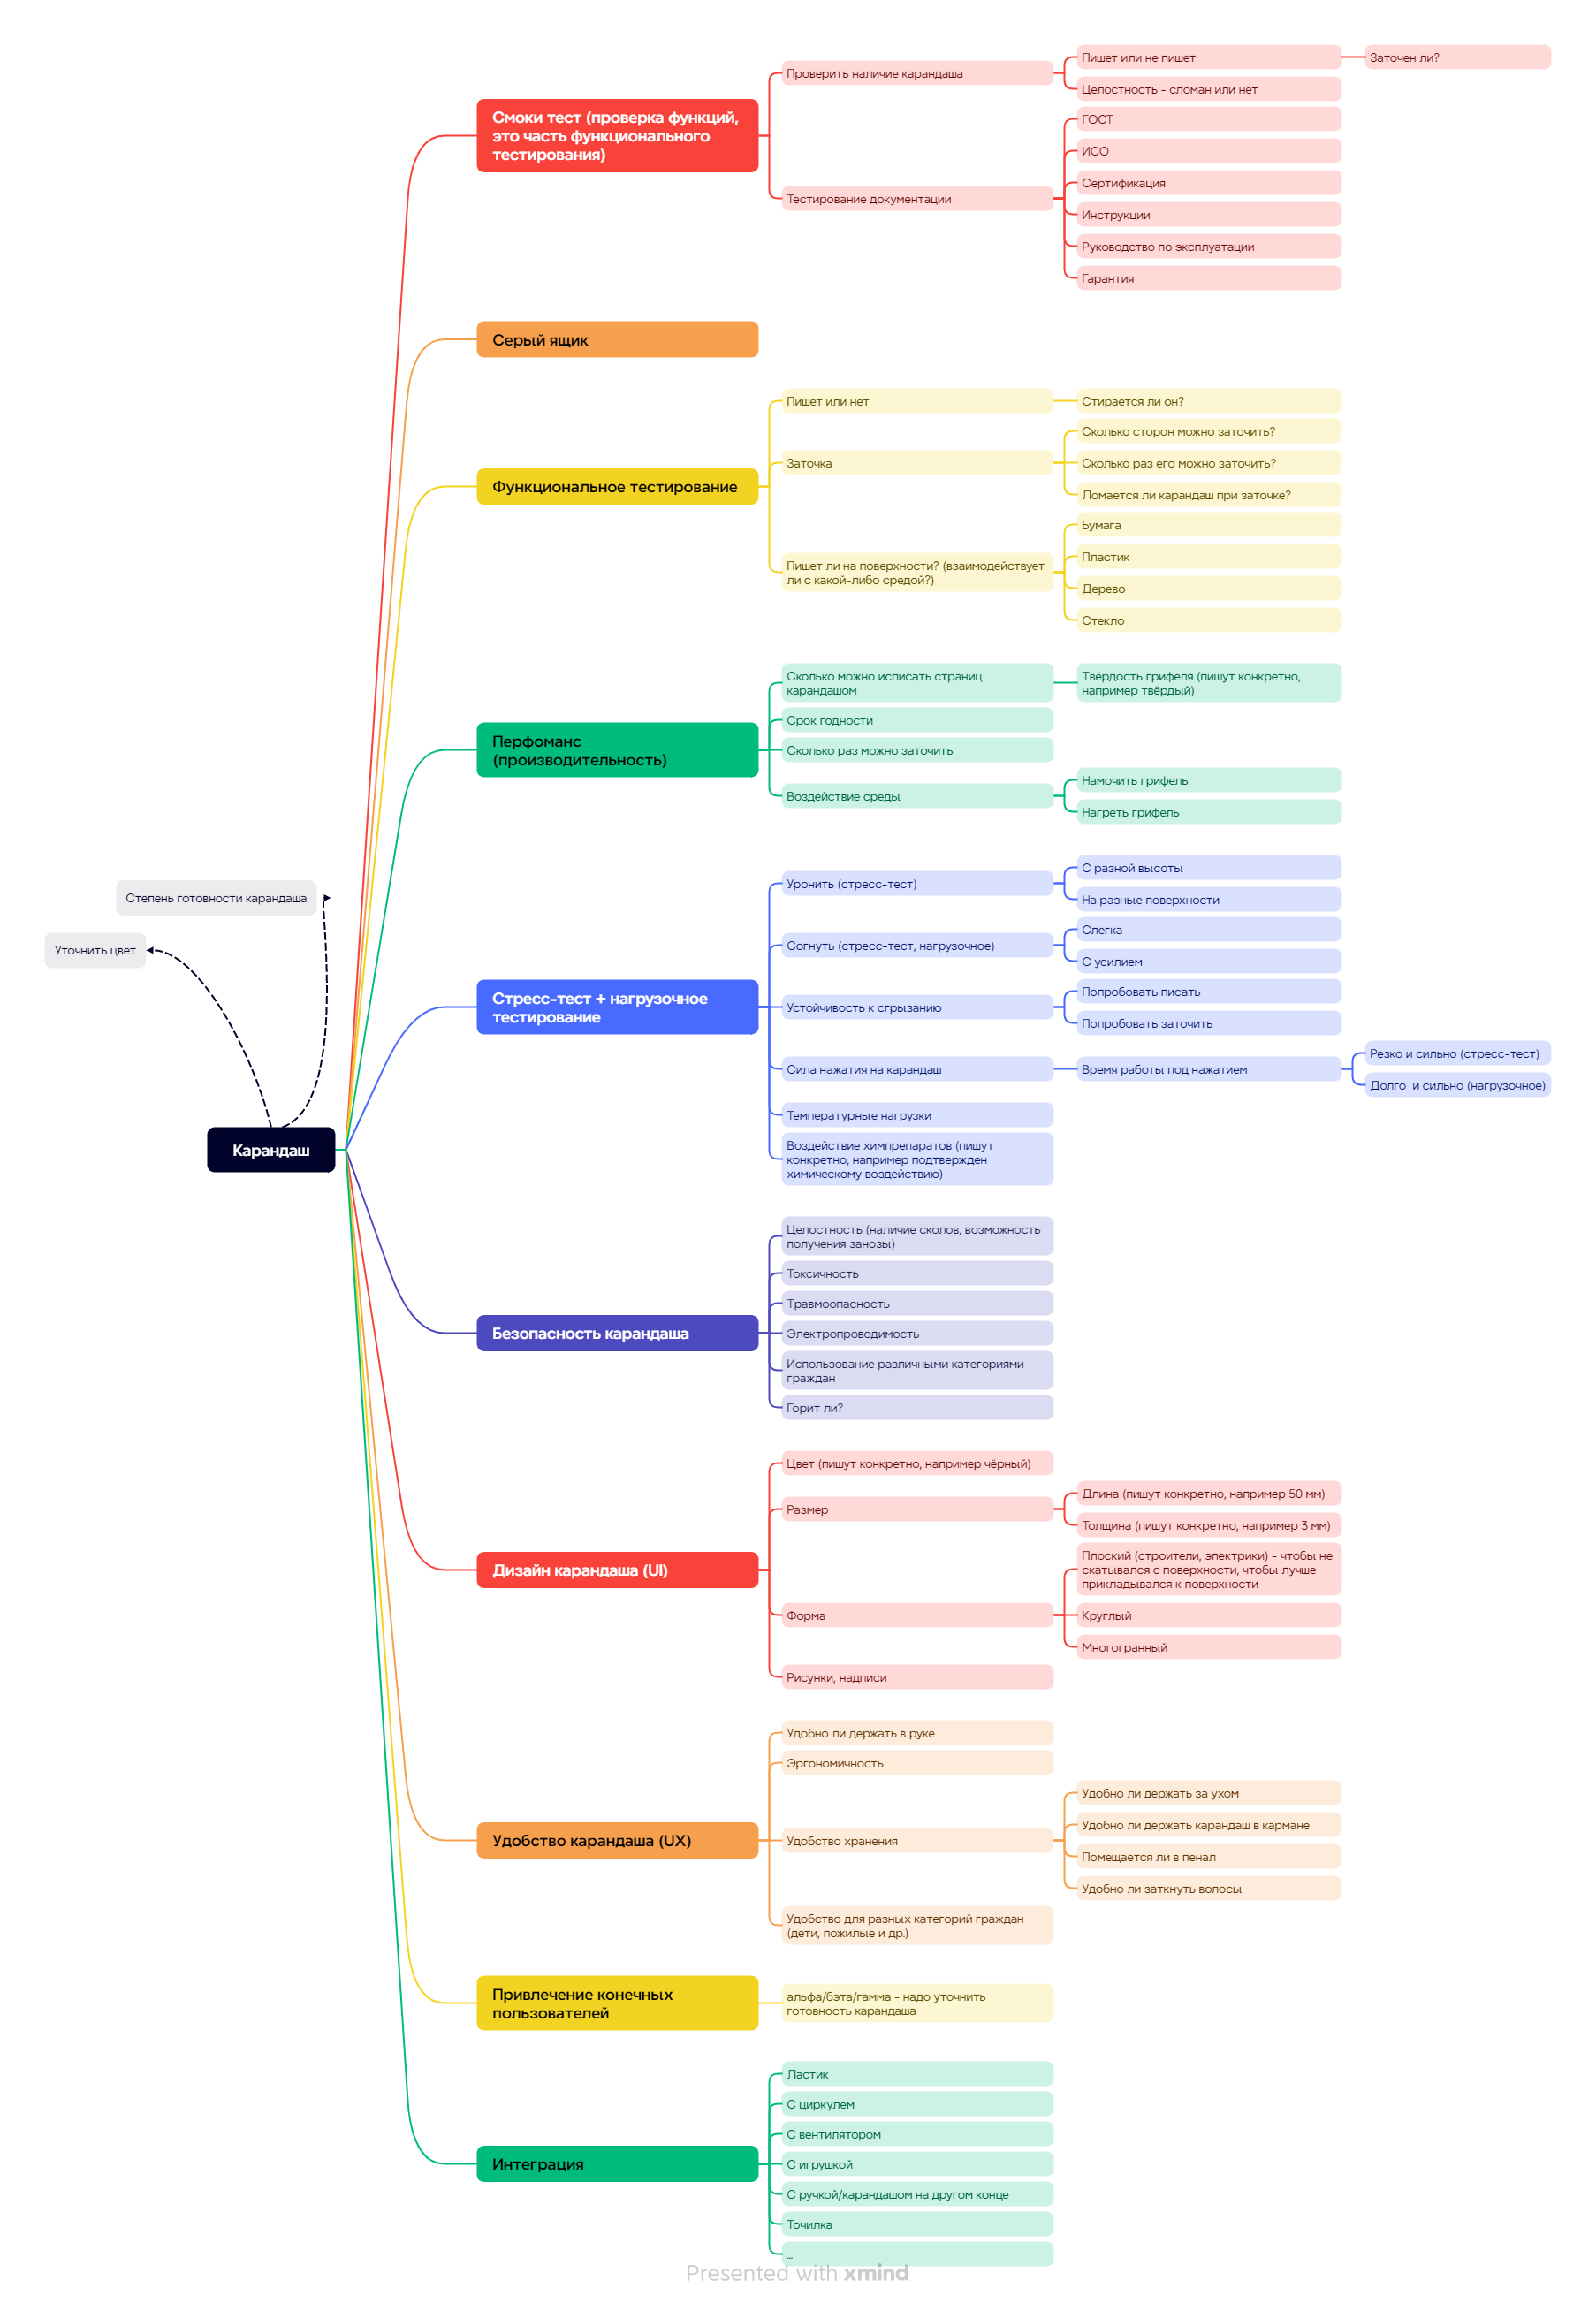 Смоки тест (проверка функций,
это часть функционального
тестирования)
Проверить наличие карандаша
Пишет или не пишет
Заточен ли?
Целостность - сломан или нет
Тестирование документации
ГОСТ
ИСО
Сертификация
Инструкции
Руководство по эксплуатации
Гарантия
Серый ящик
Функциональное тестирование
Пишет или нет
Стирается ли он?
Заточка
Сколько сторон можно заточить?
Сколько раз его можно заточить?
Ломается ли карандаш при заточке?
Пишет ли на поверхности? (взаимодействует
ли с какой-либо средой?)
Бумага
Пластик
Дерево
Стекло
Перфоманс
(производительность)
Сколько можно исписать страниц
карандашом
Твёрдость грифеля (пишут конкретно,
например твёрдый)
Срок годности
Сколько раз можно заточить
Воздействие среды
Намочить грифель
Нагреть грифель
Степень готовности карандаша
Уточнить цвет
Карандаш
Стресс-тест + нагрузочное
тестирование
Уронить (стресс-тест)
С разной высоты
На разные поверхности
Согнуть (стресс-тест, нагрузочное)
Слегка
С усилием
Устойчивость к сгрызанию
Попробовать писать
Попробовать заточить
Сила нажатия на карандаш
Время работы под нажатием
Резко и сильно (стресс-тест)
Долго  и сильно (нагрузочное)
Температурные нагрузки
Воздействие химпрепаратов (пишут
конкретно, например подтвержден
химическому воздействию)
Безопасность карандаша
Целостность (наличие сколов, возможность
получения занозы)
Токсичность
Травмоопасность
Электропроводимость
Использование различными категориями
граждан
Горит ли?
Дизайн карандаша (UI)
Цвет (пишут конкретно, например чёрный)
Размер
Длина (пишут конкретно, например 50 мм)
Толщина (пишут конкретно, например 3 мм)
Форма
Плоский (строители, электрики) - чтобы не
скатывался с поверхности, чтобы лучше
прикладывался к поверхности
Круглый
Многогранный
Рисунки, надписи
Удобство карандаша (UX)
Удобно ли держать в руке
Эргономичность
Удобство хранения
Удобно ли держать за ухом
Удобно ли держать карандаш в кармане
Помещается ли в пенал
Удобно ли заткнуть волосы
Удобство для разных категорий граждан
(дети, пожилые и др.)
Привлечение конечных
пользователей
альфа/бэта/гамма - надо уточнить
готовность карандаша
Интеграция
Ластик
С циркулем
С вентилятором
С игрушкой
С ручкой/карандашом на другом конце
Точилка
...
Presented with xmind